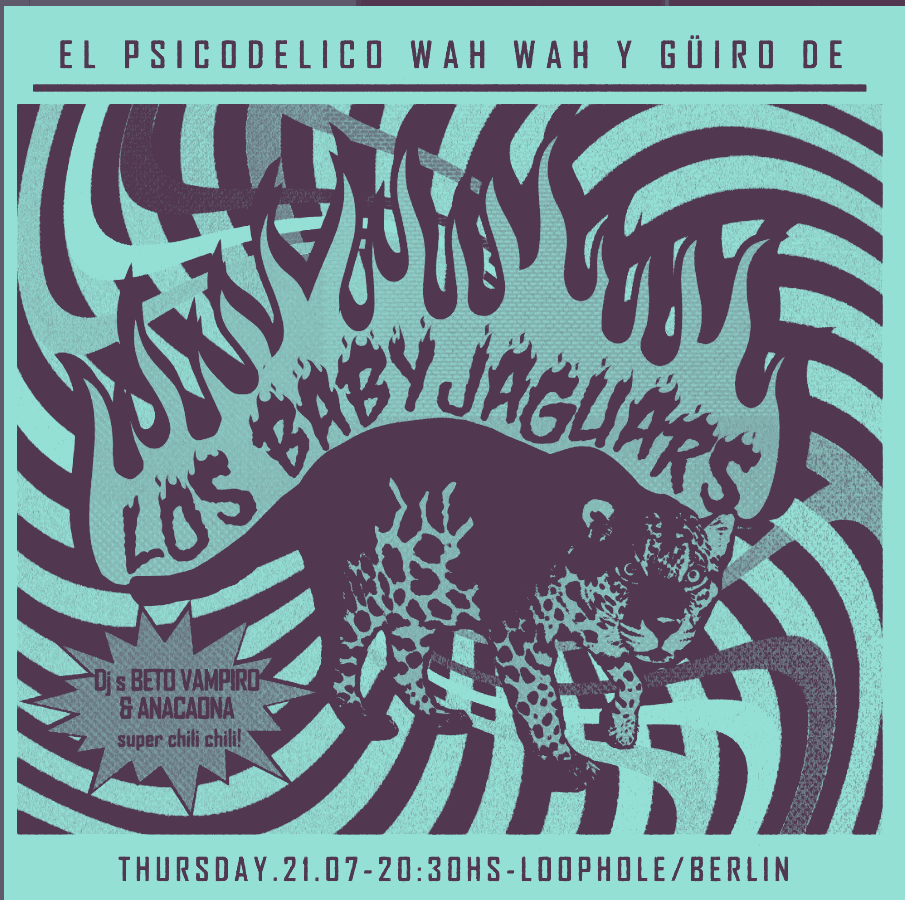 EL PSICODELICO WAH WAH Y GÜIRO DE
LOS BABY JAGUARS
Dj s BETO VAMPIRO
& ANACAONA
super chili chili!
THURSDAY.21.07-20:30HS-LOOPHOLE/BERLIN